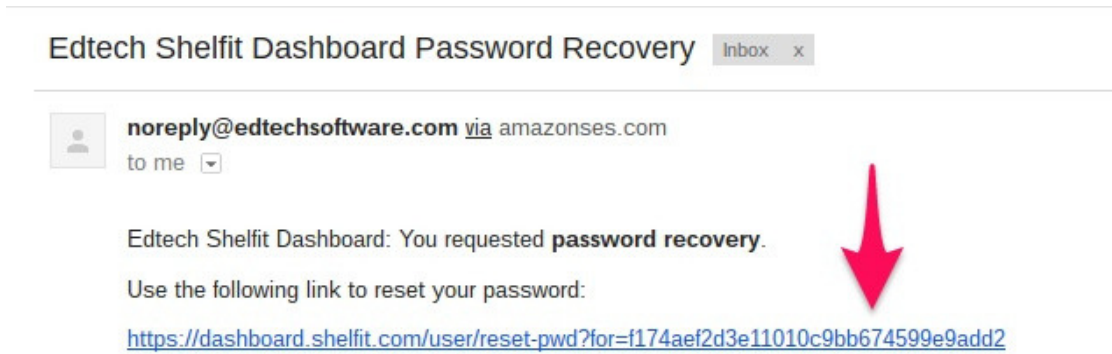 Edtech Shelfit Dashboard Password Recovery Inbox x
noreply@edtechsoftware.com via amazonses.com
to me
Edtech Shelfit Dashboard: You requested password recovery.
Use the following link to reset your password:
https://dashboard.shelfit.com/user/reset-pwd?for=f174aef2d3e11010c9bb674599e9add2